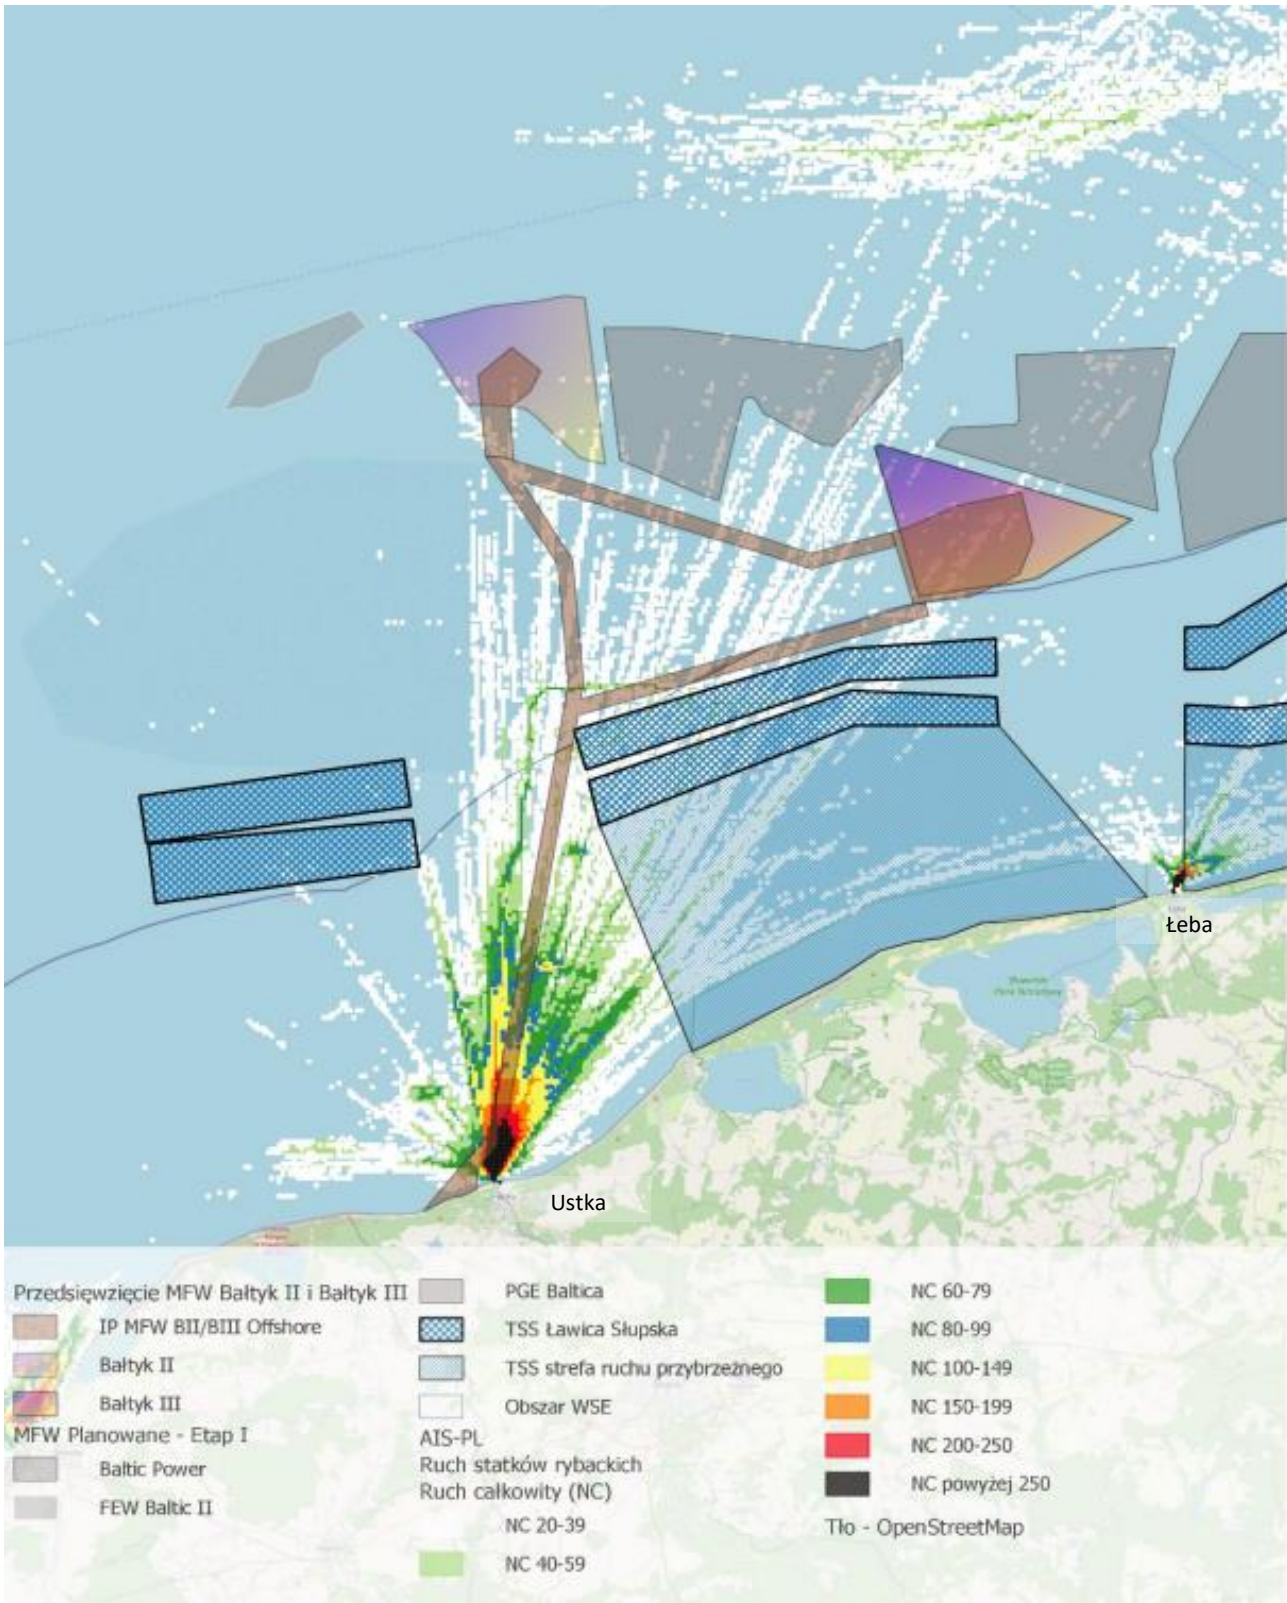 Łeba
Ustka
Przedsięwzięcie MFW Bałtyk II i Bałtyk III
IP MFW BII/BIII Offshore
Bałtyk II
Bałtyk III
MFW Planowane - Etap I
Baltic Power
FEW Baltic II
PGE Baltica
TSS Ławica Słupska
TSS strefa ruchu przybrzeżnego
Obszar WSE
AIS-PL
Ruch statków rybackich
Ruch całkowity (NC)
NC 20-39
NC 40-59
NC 60-79
NC 80-99
NC 100-149
NC 150-199
NC 200-250
NC powyżej 250
Tło - OpenStreetMap